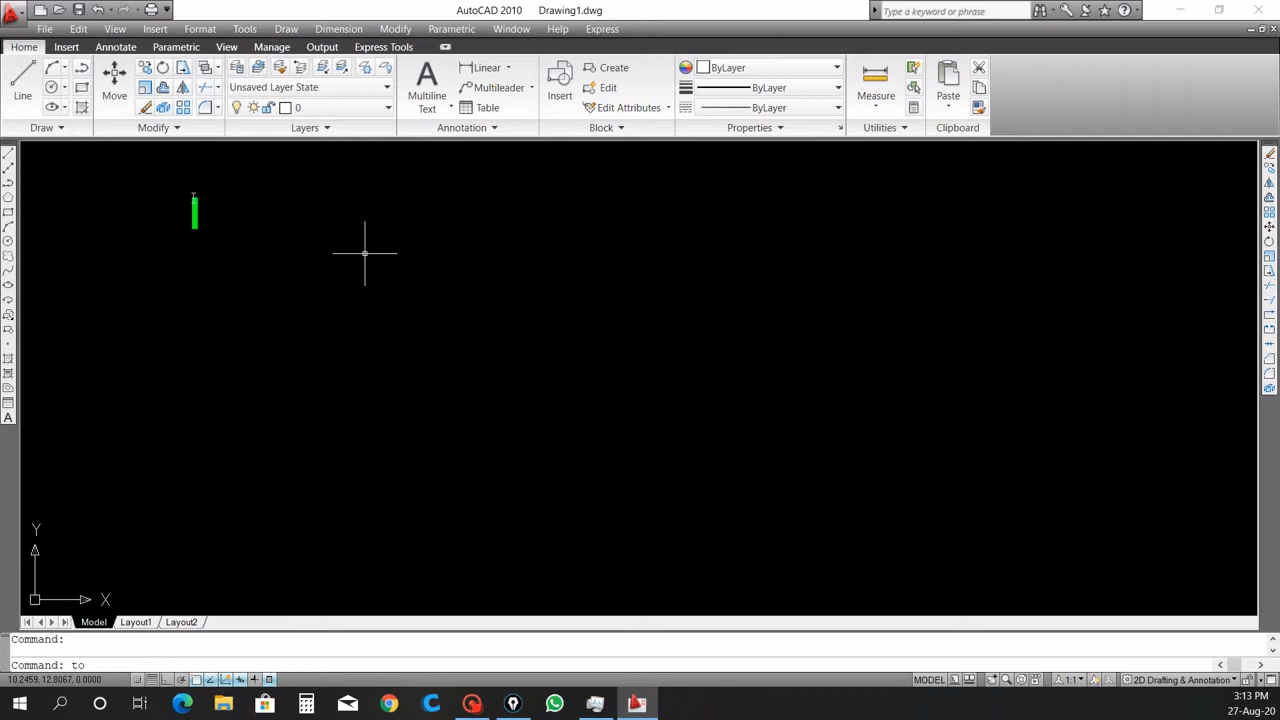 AutoCAD 2010 Drawing1.dwg
Type a keyword or phrase
File Edit View Insert Format Tools Draw Dimension Modify Parametric Window Help Express
Home Insert Annotate Parametric View Manage Output Express Tools
Line
Move
Unsaved Layer State
0
Multiline
Text
Linear
Multileader
Table
Insert
Create
Edit
Edit Attributes
ByLayer
ByLayer
ByLayer
Measure
Paste
Draw Modify Layers Annotation Block Properties Utilities Clipboard
Y
X
Model Layout1 Layout2
Command:
Command: to
10.2459, 12.8067, 0.0000
MODEL 1:1 2D Drafting & Annotation
3:13 PM
27-Aug-20